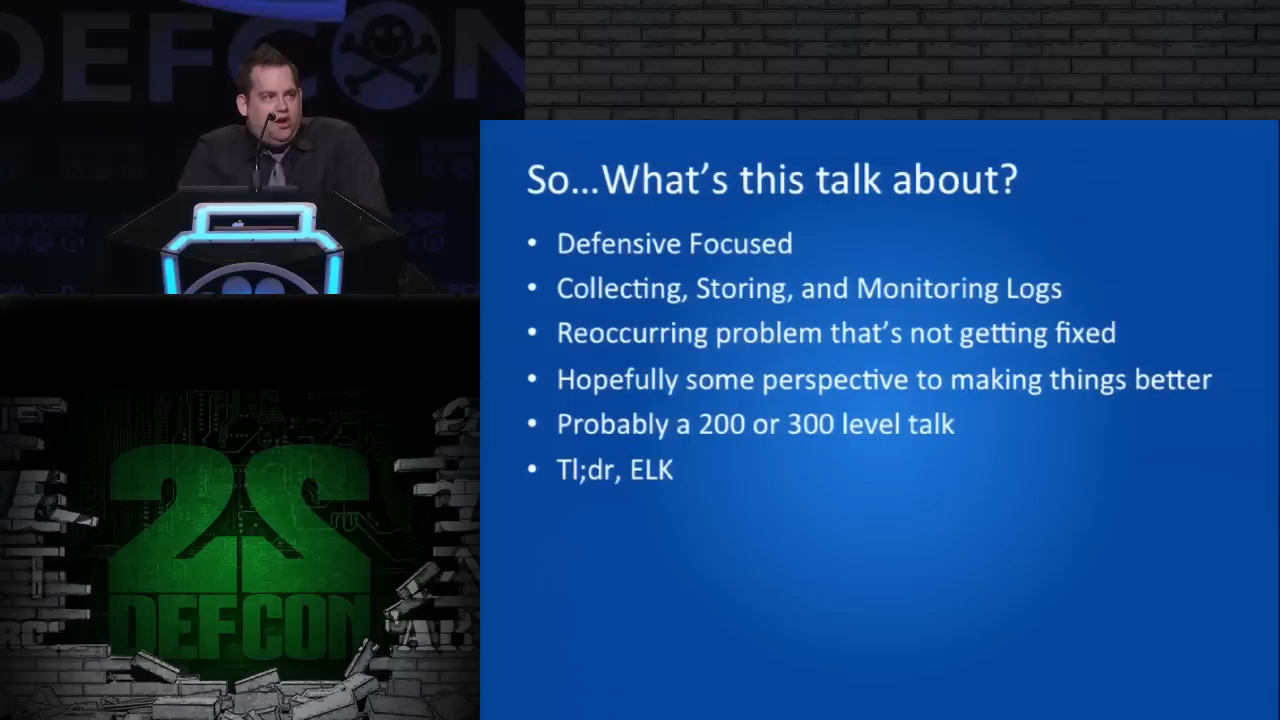 DEFCON
So...What's this talk about?
• Defensive Focused
• Collecting, Storing, and Monitoring Logs
• Reoccurring problem that's not getting fixed
• Hopefully some perspective to making things better
• Probably a 200 or 300 level talk
• Tl;dr, ELK
22
DEFCON